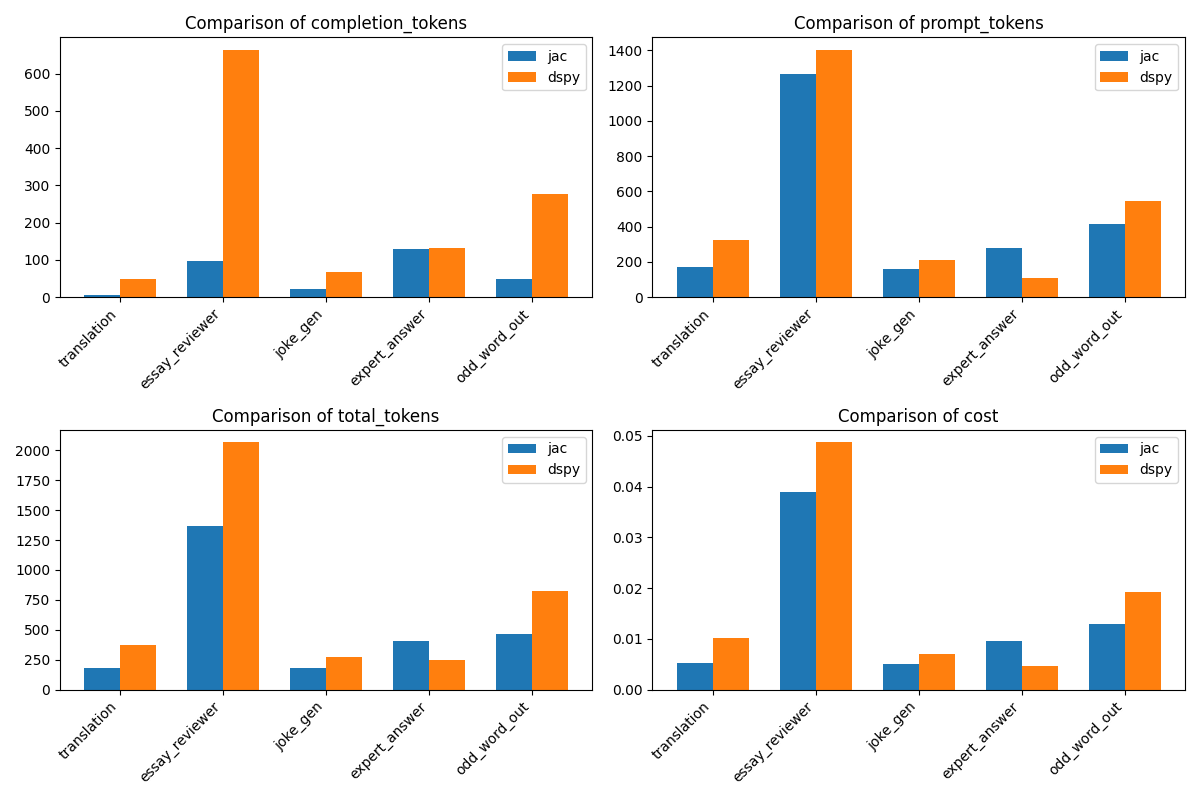 Comparison of completion_tokens
600
500
400
300
200
100
0
translation
essay_reviewer
joke_gen
expert_answer
odd_word_out
jac
dspy
Comparison of prompt_tokens
1400
1200
1000
800
600
400
200
0
translation
essay_reviewer
joke_gen
expert_answer
odd_word_out
jac
dspy
Comparison of total_tokens
2000
1750
1500
1250
1000
750
500
250
0
translation
essay_reviewer
joke_gen
expert_answer
odd_word_out
jac
dspy
Comparison of cost
0.05
0.04
0.03
0.02
0.01
0.00
translation
essay_reviewer
joke_gen
expert_answer
odd_word_out
jac
dspy